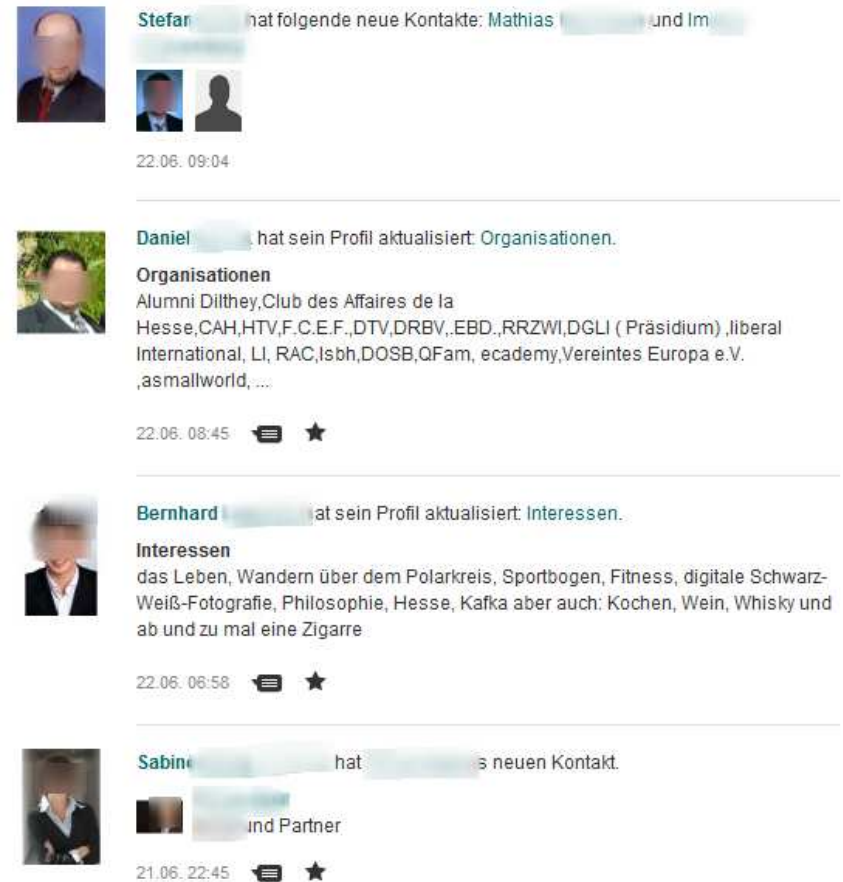 Stefan hat folgende neue Kontakte: Mathias und Im
22.06. 09:04
Daniel hat sein Profil aktualisiert: Organisationen.
Organisationen
Alumni Dilthey,Club des Affaires de la
Hesse,CAH,HTV,F.C.E.F.,DTV,DRBV,.EBD.,RRZWI,DGLI ( Präsidium) ,liberal
International, LI, RAC,lsbh,DOSB,QFam, ecademy,Vereintes Europa e.V.
,asmallworld, ...
22.06. 08:45
Bernhard hat sein Profil aktualisiert: Interessen.
Interessen
das Leben, Wandern über dem Polarkreis, Sportbogen, Fitness, digitale Schwarz-
Weiß-Fotografie, Philosophie, Hesse, Kafka aber auch: Kochen, Wein, Whisky und
ab und zu mal eine Zigarre
22.06. 06:58
Sabine hat s neuen Kontakt.
und Partner
21.06. 22:45